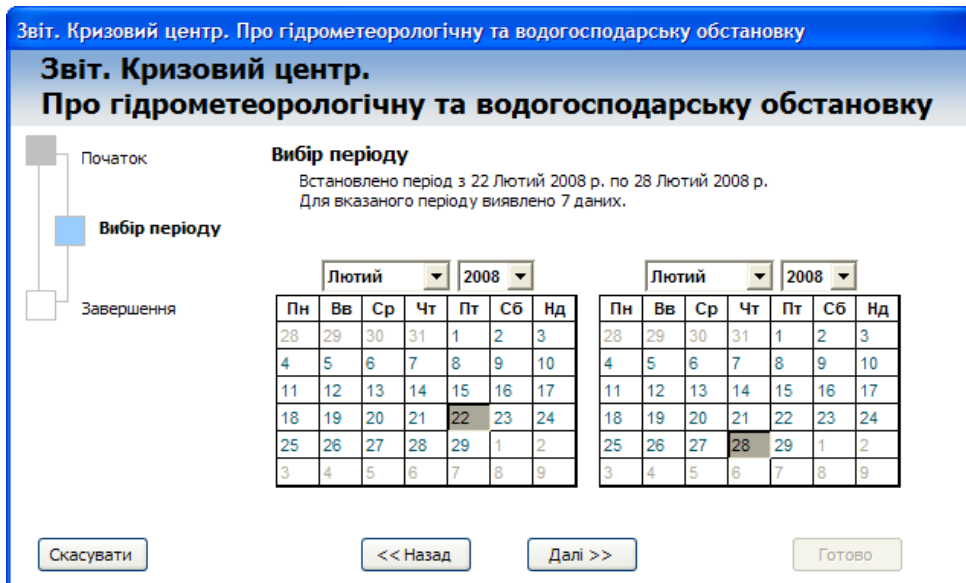 Звіт. Кризовий центр. Про гідрометеорологічну та водогосподарську обстановку
Звіт. Кризовий центр.
Про гідрометеорологічну та водогосподарську обстановку
Початок
Вибір періоду
Завершення
Вибір періоду
Встановлено період з 22 Лютий 2008 р. по 28 Лютий 2008 р.
Для вказаного періоду виявлено 7 даних.
Лютий 2008
Пн Вв Ср Чт Пт Сб Нд
28 29 30 31 1 2 3
4 5 6 7 8 9 10
11 12 13 14 15 16 17
18 19 20 21 22 23 24
25 26 27 28 29 1 2
3 4 5 6 7 8 9
Лютий 2008
Пн Вв Ср Чт Пт Сб Нд
28 29 30 31 1 2 3
4 5 6 7 8 9 10
11 12 13 14 15 16 17
18 19 20 21 22 23 24
25 26 27 28 29 1 2
3 4 5 6 7 8 9
Скасувати
<< Назад
Далі >>
Готово